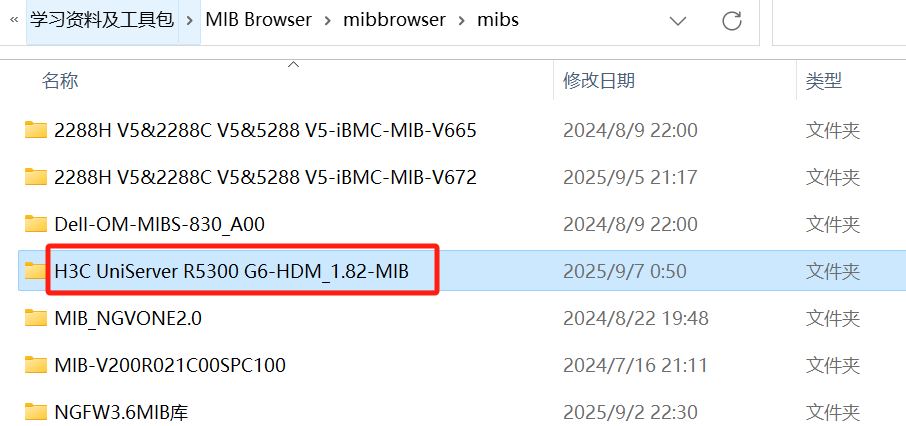 « 学习资料及工具包 › MIB Browser › mibbrowser › mibs
名称 修改日期 类型
2288H V5&2288C V5&5288 V5-iBMC-MIB-V665 2024/8/9 22:00 文件夹
2288H V5&2288C V5&5288 V5-iBMC-MIB-V672 2025/9/5 21:17 文件夹
Dell-OM-MIBS-830_A00 2024/8/9 22:00 文件夹
H3C UniServer R5300 G6-HDM_1.82-MIB 2025/9/7 0:50 文件夹
MIB_NGVONE2.0 2024/8/22 19:48 文件夹
MIB-V200R021C00SPC100 2024/7/16 21:11 文件夹
NGFW3.6MIB库 2025/9/2 22:30 文件夹